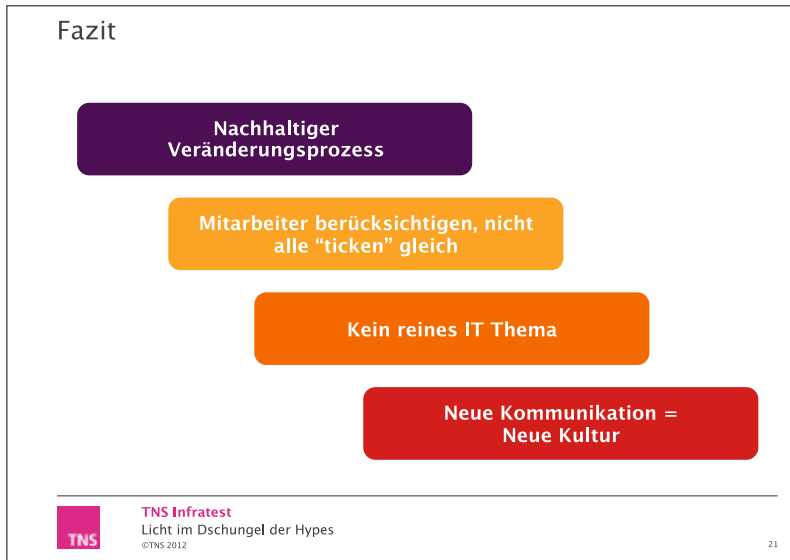 Fazit
Nachhaltiger
Veränderungsprozess
Mitarbeiter berücksichtigen, nicht
alle “ticken” gleich
Kein reines IT Thema
Neue Kommunikation =
Neue Kultur
TNS
TNS Infratest
Licht im Dschungel der Hypes
©TNS 2012
21